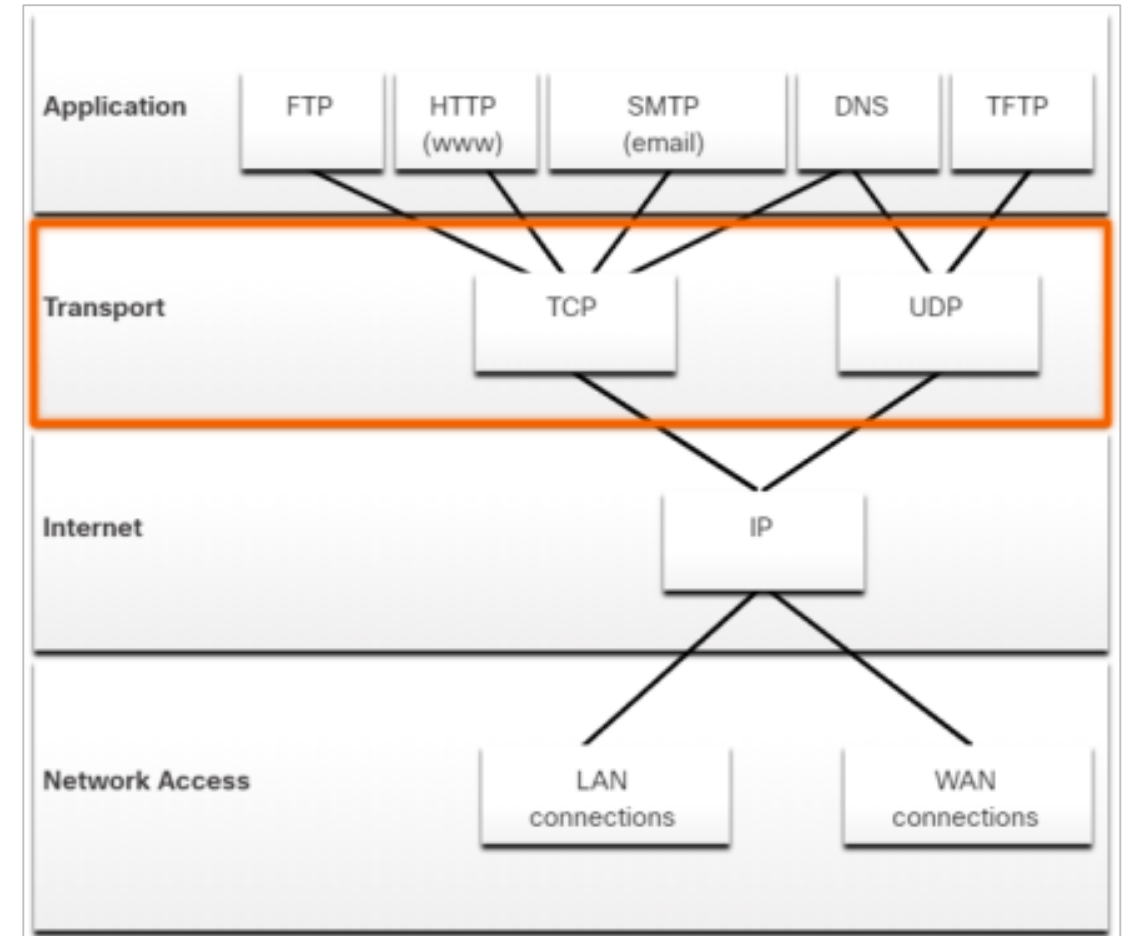 Application
FTP
HTTP
(www)
SMTP
(email)
DNS
TFTP
Transport
TCP
UDP
Internet
IP
Network Access
LAN
connections
WAN
connections